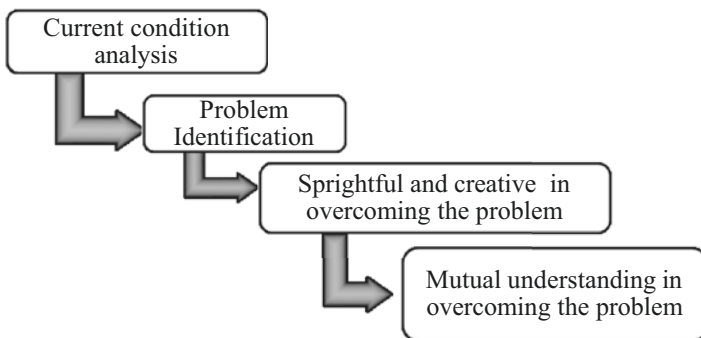 Current condition
analysis
Problem
Identification
Sprightful and creative in
overcoming the problem
Mutual understanding in
overcoming the problem